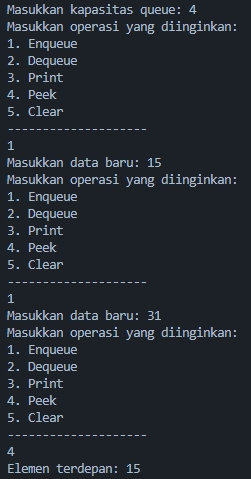 Masukkan kapasitas queue: 4
Masukkan operasi yang diinginkan:
1. Enqueue
2. Dequeue
3. Print
4. Peek
5. Clear
--------------------
1
Masukkan data baru: 15
Masukkan operasi yang diinginkan:
1. Enqueue
2. Dequeue
3. Print
4. Peek
5. Clear
--------------------
1
Masukkan data baru: 31
Masukkan operasi yang diinginkan:
1. Enqueue
2. Dequeue
3. Print
4. Peek
5. Clear
--------------------
4
Elemen terdepan: 15